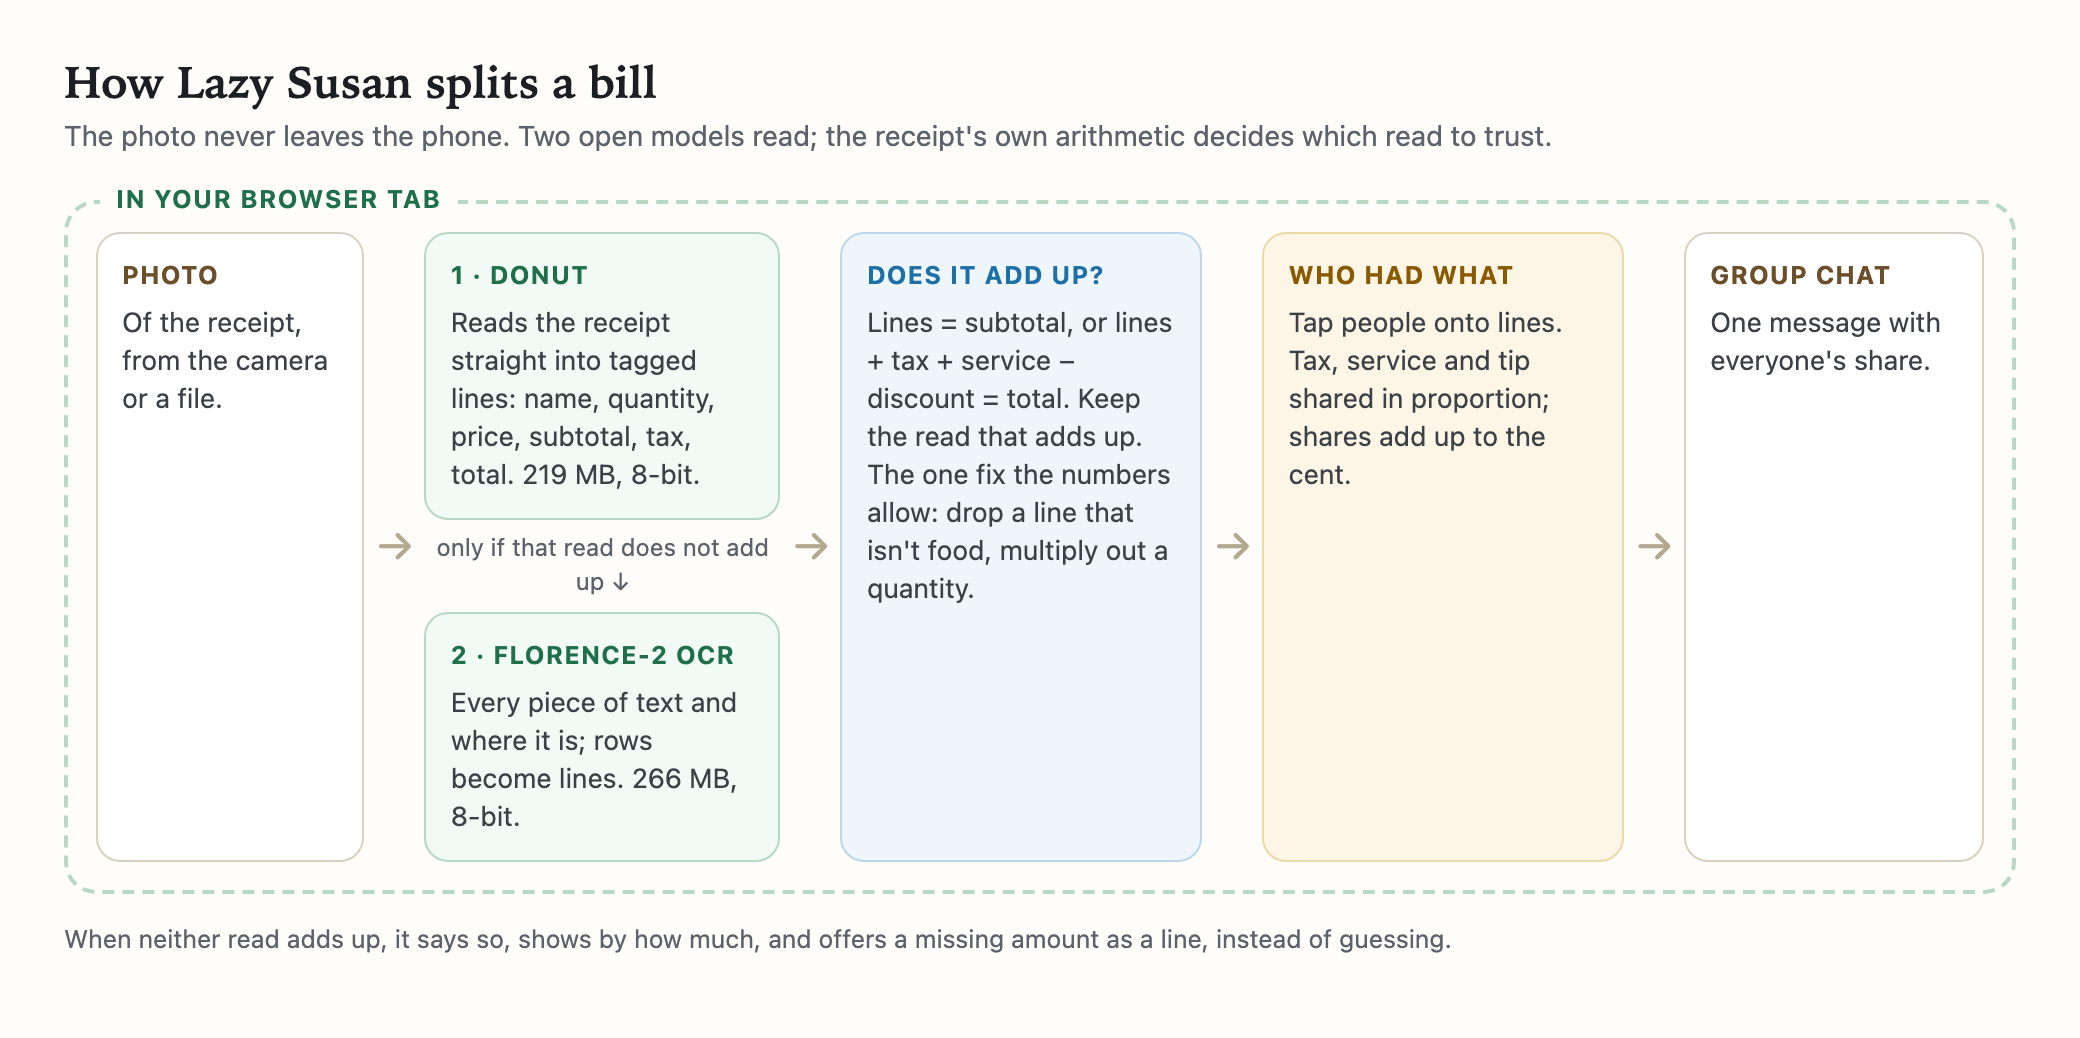 How Lazy Susan splits a bill
The photo never leaves the phone. Two open models read; the receipt's own arithmetic decides which read to trust.
IN YOUR BROWSER TAB
PHOTO
Of the receipt,
from the camera
or a file.
→
1 · DONUT
Reads the receipt
straight into tagged
lines: name, quantity,
price, subtotal, tax,
total. 219 MB, 8-bit.
only if that read does not add
up ↓
2 · FLORENCE-2 OCR
Every piece of text and
where it is; rows
become lines. 266 MB,
8-bit.
→
DOES IT ADD UP?
Lines = subtotal, or lines
+ tax + service –
discount = total. Keep
the read that adds up.
The one fix the numbers
allow: drop a line that
isn't food, multiply out a
quantity.
→
WHO HAD WHAT
Tap people onto lines.
Tax, service and tip
shared in proportion;
shares add up to the
cent.
→
GROUP CHAT
One message with
everyone's share.
When neither read adds up, it says so, shows by how much, and offers a missing amount as a line, instead of guessing.